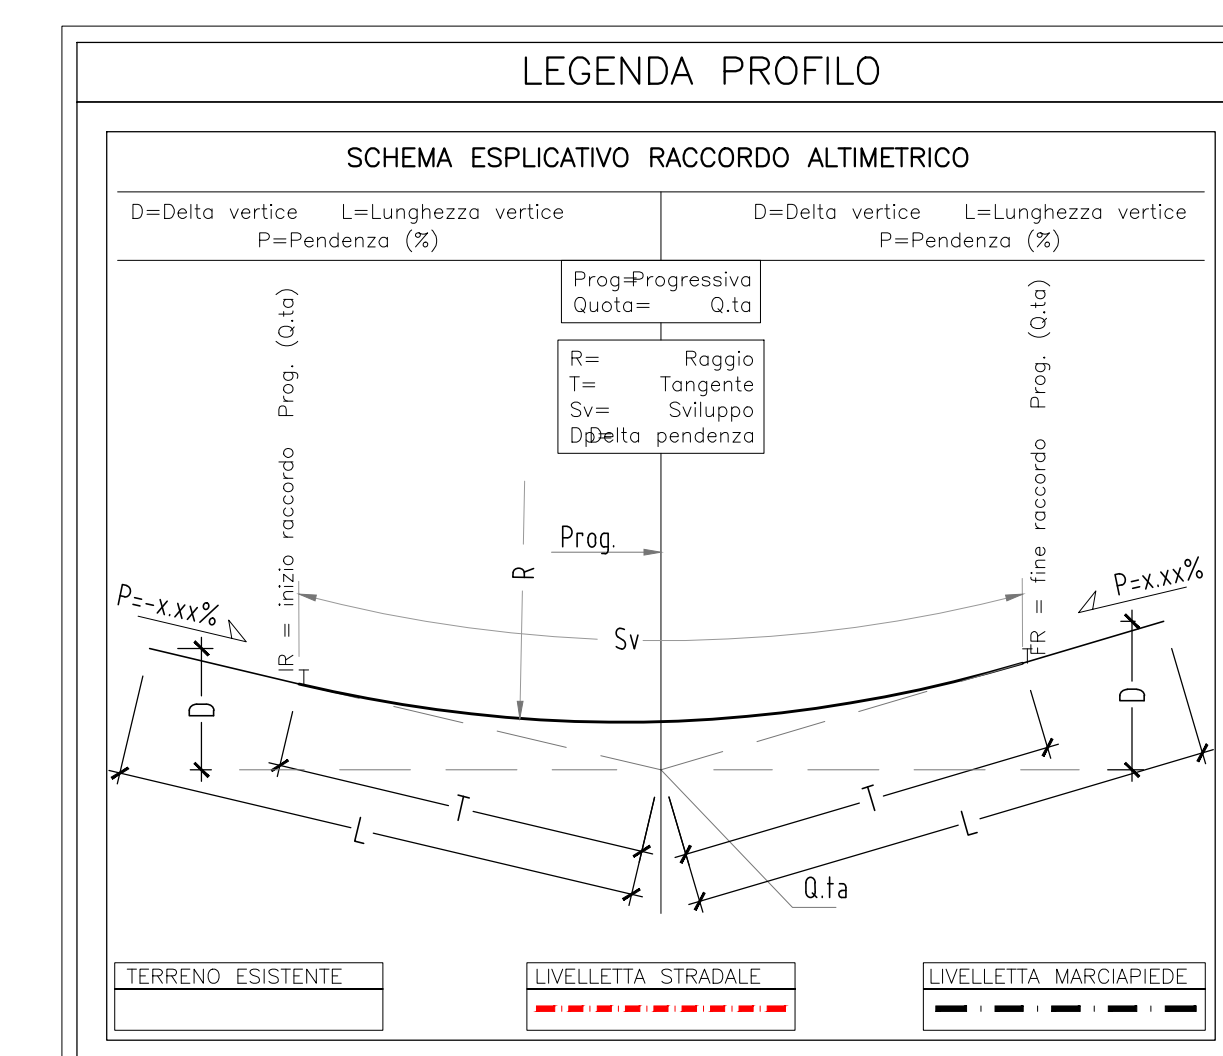 LEGENDA PROFILO
SCHEMA ESPLICATIVO RACCORDO ALTIMETRICO
D=Delta vertice L=Lunghezza vertice
P=Pendenza (%)
D=Delta vertice L=Lunghezza vertice
P=Pendenza (%)
Prog=Progressiva
Quota= Q.ta
R= Raggio
T= Tangente
Sv= Sviluppo
Dp=Delta pendenza
IR = inizio raccordo Prog. (Q.ta)
FR = fine raccordo Prog. (Q.ta)
Prog.
R
Sv
P=-x.xx%
P=x.xx%
T
T
D
D
T
L
T
L
Q.ta
TERRENO ESISTENTE
LIVELLETTA STRADALE
LIVELLETTA MARCIAPIEDE